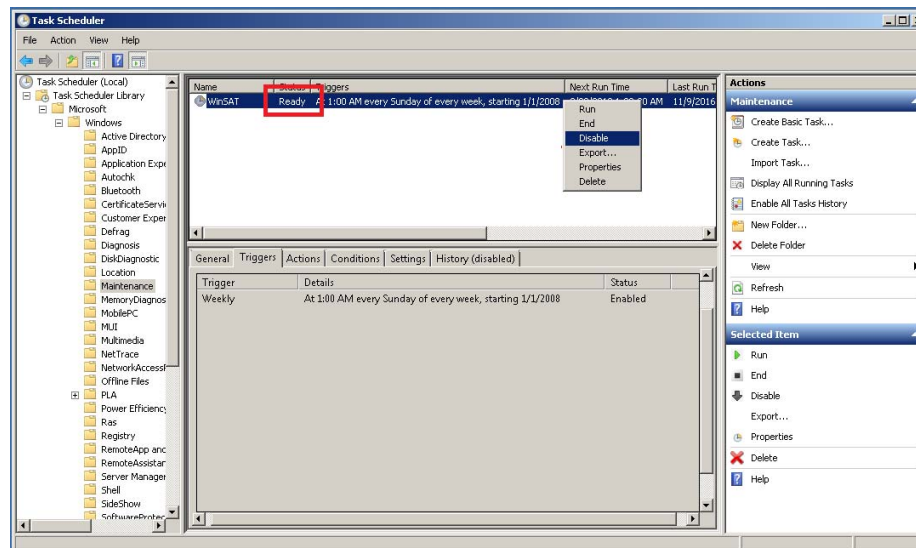 Task Scheduler
File Action View Help
Task Scheduler (Local)
Task Scheduler Library
Microsoft
Windows
Active Directory
AppID
Application Expe
Autochk
Bluetooth
CertificateServi
Customer Exper
Defrag
Diagnosis
DiskDiagnostic
Location
Maintenance
MemoryDiagnos
MobilePC
MUI
Multimedia
NetTrace
NetworkAccess
Offline Files
PLA
Power Efficiency
Ras
Registry
RemoteApp and
RemoteAssistan
Server Manager
Shell
SideShow
SoftwareProtec
Name Status Triggers Next Run Time Last Run T
WinSAT Ready At 1:00 AM every Sunday of every week, starting 1/1/2008 AM 11/9/2016
Run
End
Disable
Export...
Properties
Delete
General Triggers Actions Conditions Settings History (disabled)
Trigger Details Status
Weekly At 1:00 AM every Sunday of every week, starting 1/1/2008 Enabled
Actions
Maintenance
Create Basic Task...
Create Task...
Import Task...
Display All Running Tasks
Enable All Tasks History
New Folder...
Delete Folder
View
Refresh
Help
Selected Item
Run
End
Disable
Export...
Properties
Delete
Help